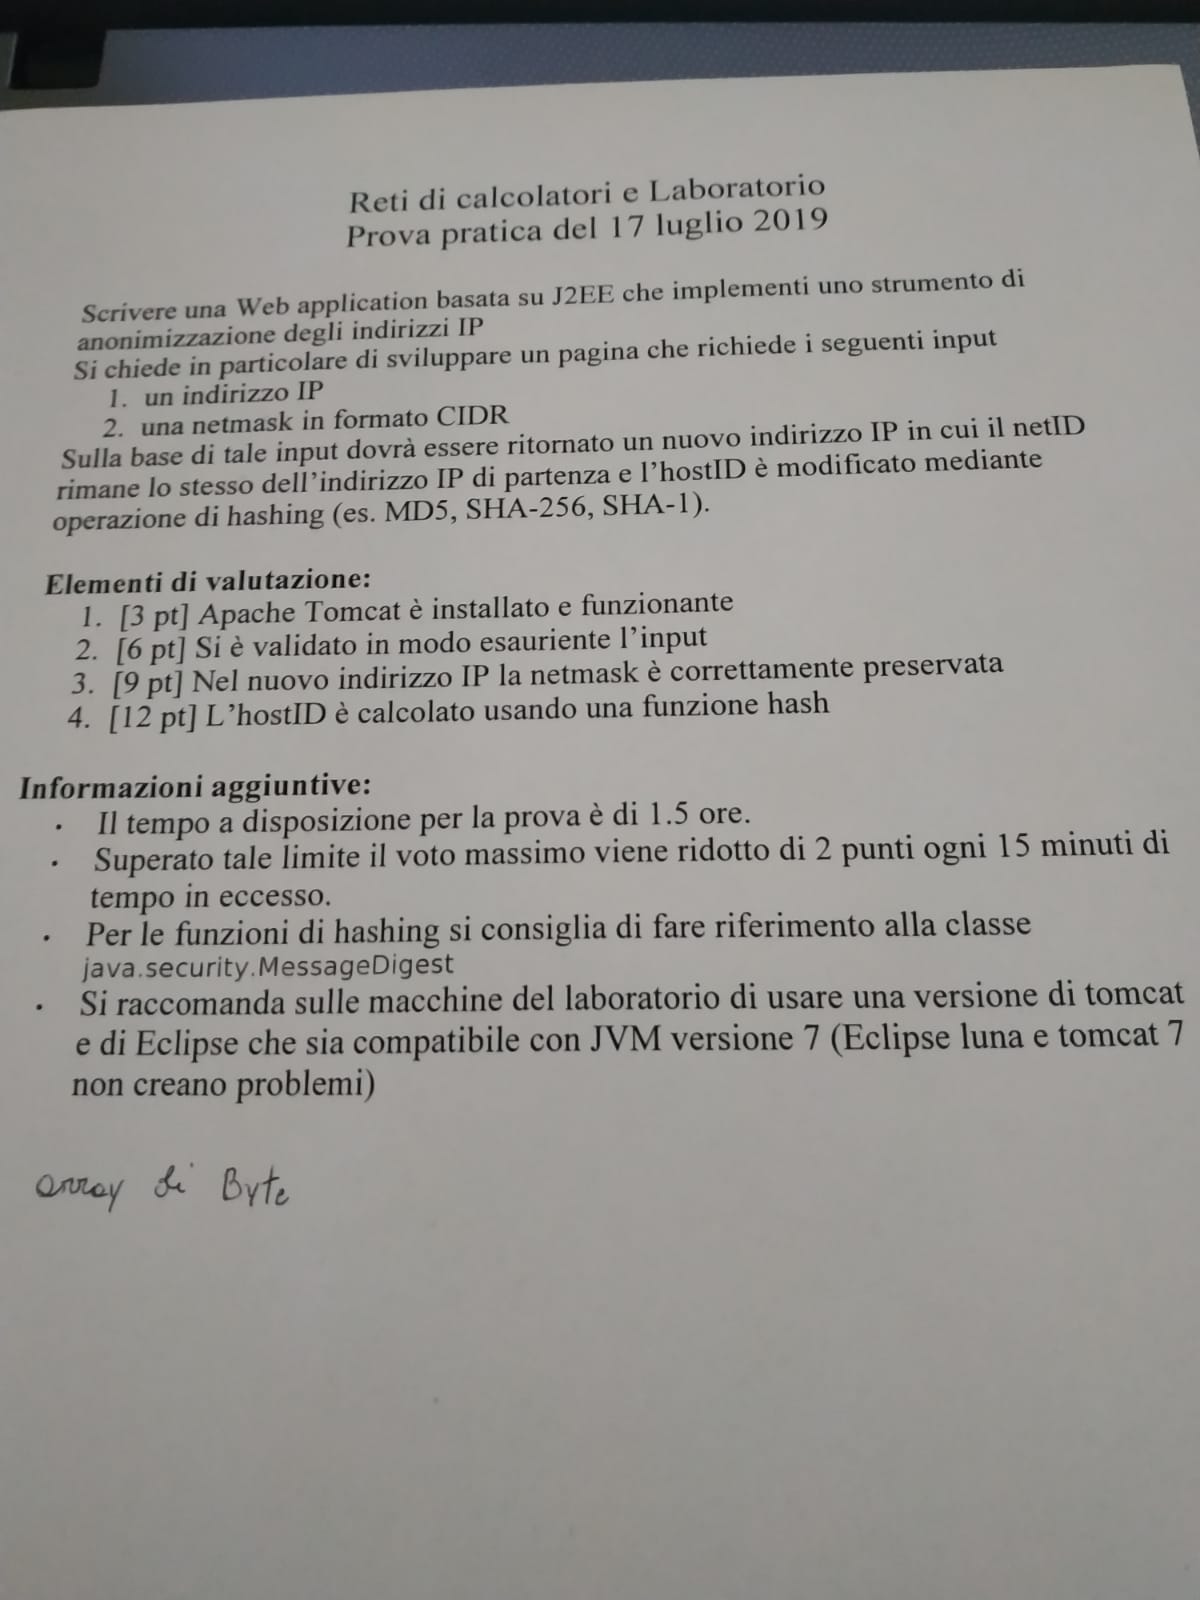 Reti di calcolatori e Laboratorio
Prova pratica del 17 luglio 2019
Scrivere una Web application basata su J2EE che implementi uno strumento di
anonimizzazione degli indirizzi IP
Si chiede in particolare di sviluppare un pagina che richiede i seguenti input
1. un indirizzo IP
2. una netmask in formato CIDR
Sulla base di tale input dovrà essere ritornato un nuovo indirizzo IP in cui il netID
rimane lo stesso dell'indirizzo IP di partenza e l'hostID è modificato mediante
operazione di hashing (es. MD5, SHA-256, SHA-1).
Elementi di valutazione:
1. [3 pt] Apache Tomcat è installato e funzionante
2. [6 pt] Si è validato in modo esauriente l'input
3. [9 pt] Nel nuovo indirizzo IP la netmask è correttamente preservata
4. [12 pt] L'hostID è calcolato usando una funzione hash
Informazioni aggiuntive:
· Il tempo a disposizione per la prova è di 1.5 ore.
· Superato tale limite il voto massimo viene ridotto di 2 punti ogni 15 minuti di
tempo in eccesso.
· Per le funzioni di hashing si consiglia di fare riferimento alla classe
java.security.MessageDigest
· Si raccomanda sulle macchine del laboratorio di usare una versione di tomcat
e di Eclipse che sia compatibile con JVM versione 7 (Eclipse luna e tomcat 7
non creano problemi)
array di Byte